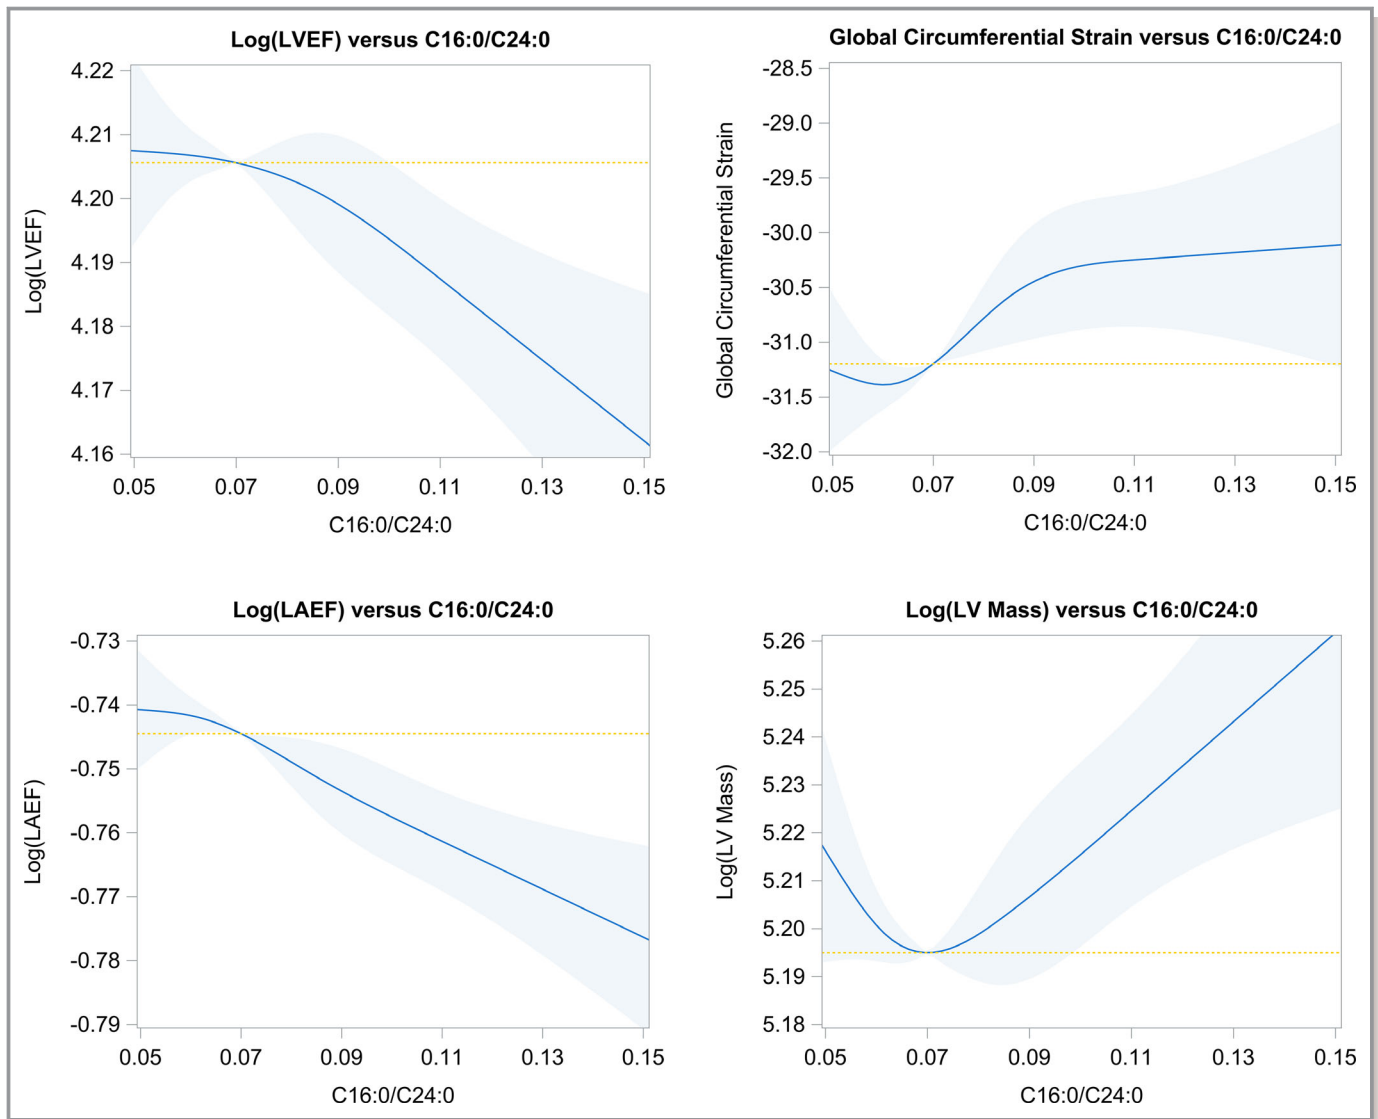 Log(LVEF) versus C16:0/C24:0
4.22
4.21
4.20
4.19
4.18
4.17
4.16
Log(LVEF)
0.05 0.07 0.09 0.11 0.13 0.15
C16:0/C24:0
Global Circumferential Strain versus C16:0/C24:0
-28.5
-29.0
-29.5
-30.0
-30.5
-31.0
-31.5
-32.0
Global Circumferential Strain
0.05 0.07 0.09 0.11 0.13 0.15
C16:0/C24:0
Log(LAEF) versus C16:0/C24:0
-0.73
-0.74
-0.75
-0.76
-0.77
-0.78
-0.79
Log(LAEF)
0.05 0.07 0.09 0.11 0.13 0.15
C16:0/C24:0
Log(LV Mass) versus C16:0/C24:0
5.26
5.25
5.24
5.23
5.22
5.21
5.20
5.19
5.18
Log(LV Mass)
0.05 0.07 0.09 0.11 0.13 0.15
C16:0/C24:0